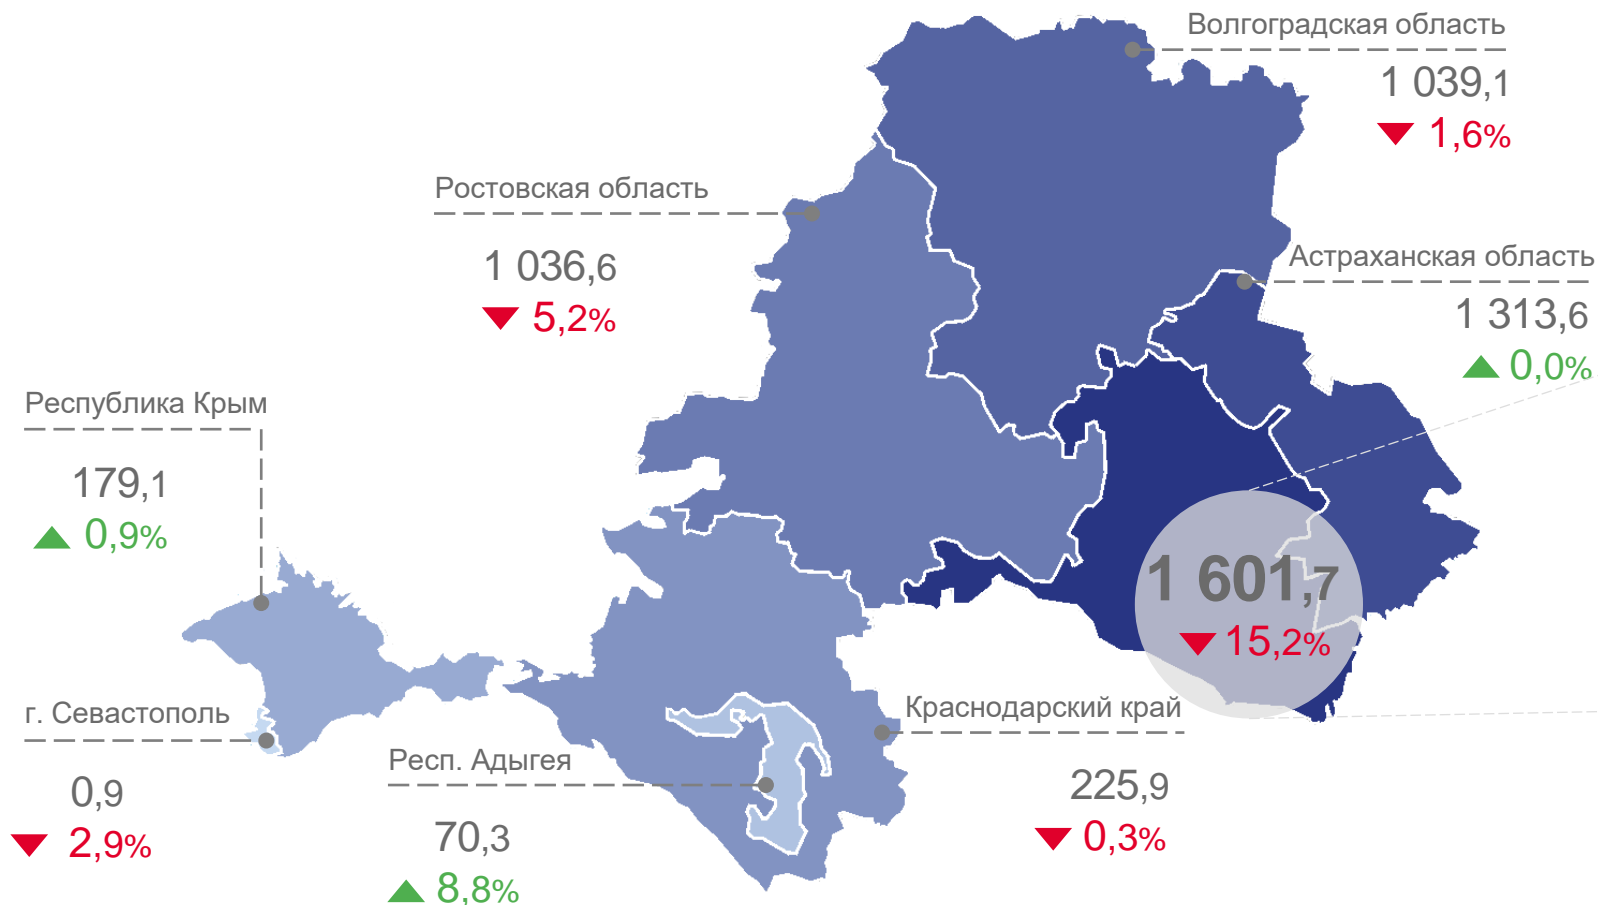 Волгоградская область
1 039,1
1,6%
Ростовская область
1 036,6
5,2%
Астраханская область
1 313,6
0,0%
Республика Крым
179,1
0,9%
1 601,7
15,2%
г. Севастополь
0,9
2,9%
Респ. Адыгея
70,3
8,8%
Краснодарский край
225,9
0,3%